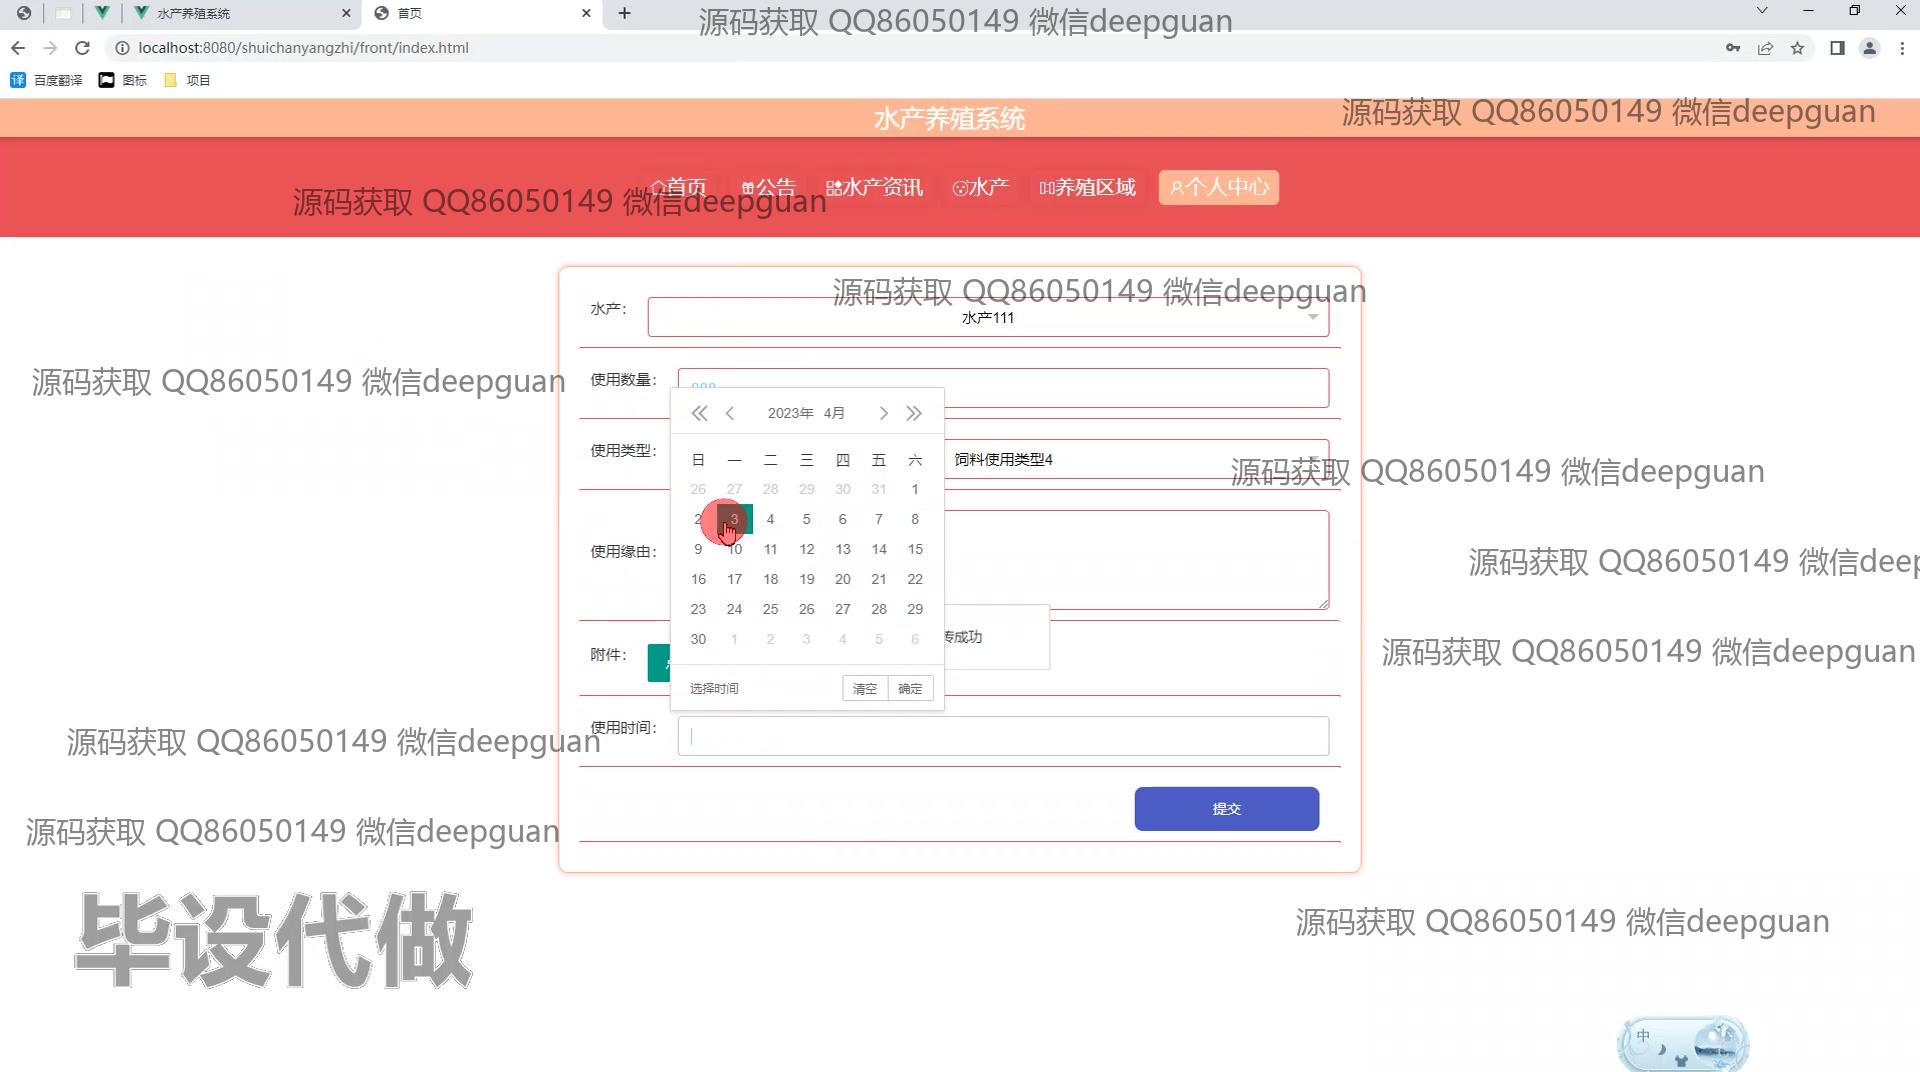 水产养殖系统
首页
源码获取 QQ86050149 微信deepguan
localhost:8080/shuichanyangzhi/front/index.html
百度翻译
图标
项目
水产养殖系统
源码获取 QQ86050149 微信deepguan
首页
公告
水产资讯
水产
养殖区域
个人中心
源码获取 QQ86050149 微信deepguan
源码获取 QQ86050149 微信deepguan
水产：
水产111
源码获取 QQ86050149 微信deepguan
使用数量：
2023年 4月
使用类型：
日 一 二 三 四 五 六
饲料使用类型4
源码获取 QQ86050149 微信deepguan
26 27 28 29 30 31 1
2 3 4 5 6 7 8
使用缘由：
9 10 11 12 13 14 15
源码获取 QQ86050149 微信deep
16 17 18 19 20 21 22
23 24 25 26 27 28 29
30 1 2 3 4 5 6
传成功
附件：
源码获取 QQ86050149 微信deepguan
选择时间
清空
确定
使用时间：
源码获取 QQ86050149 微信deepguan
提交
源码获取 QQ86050149 微信deepguan
毕设代做
源码获取 QQ86050149 微信deepguan
中